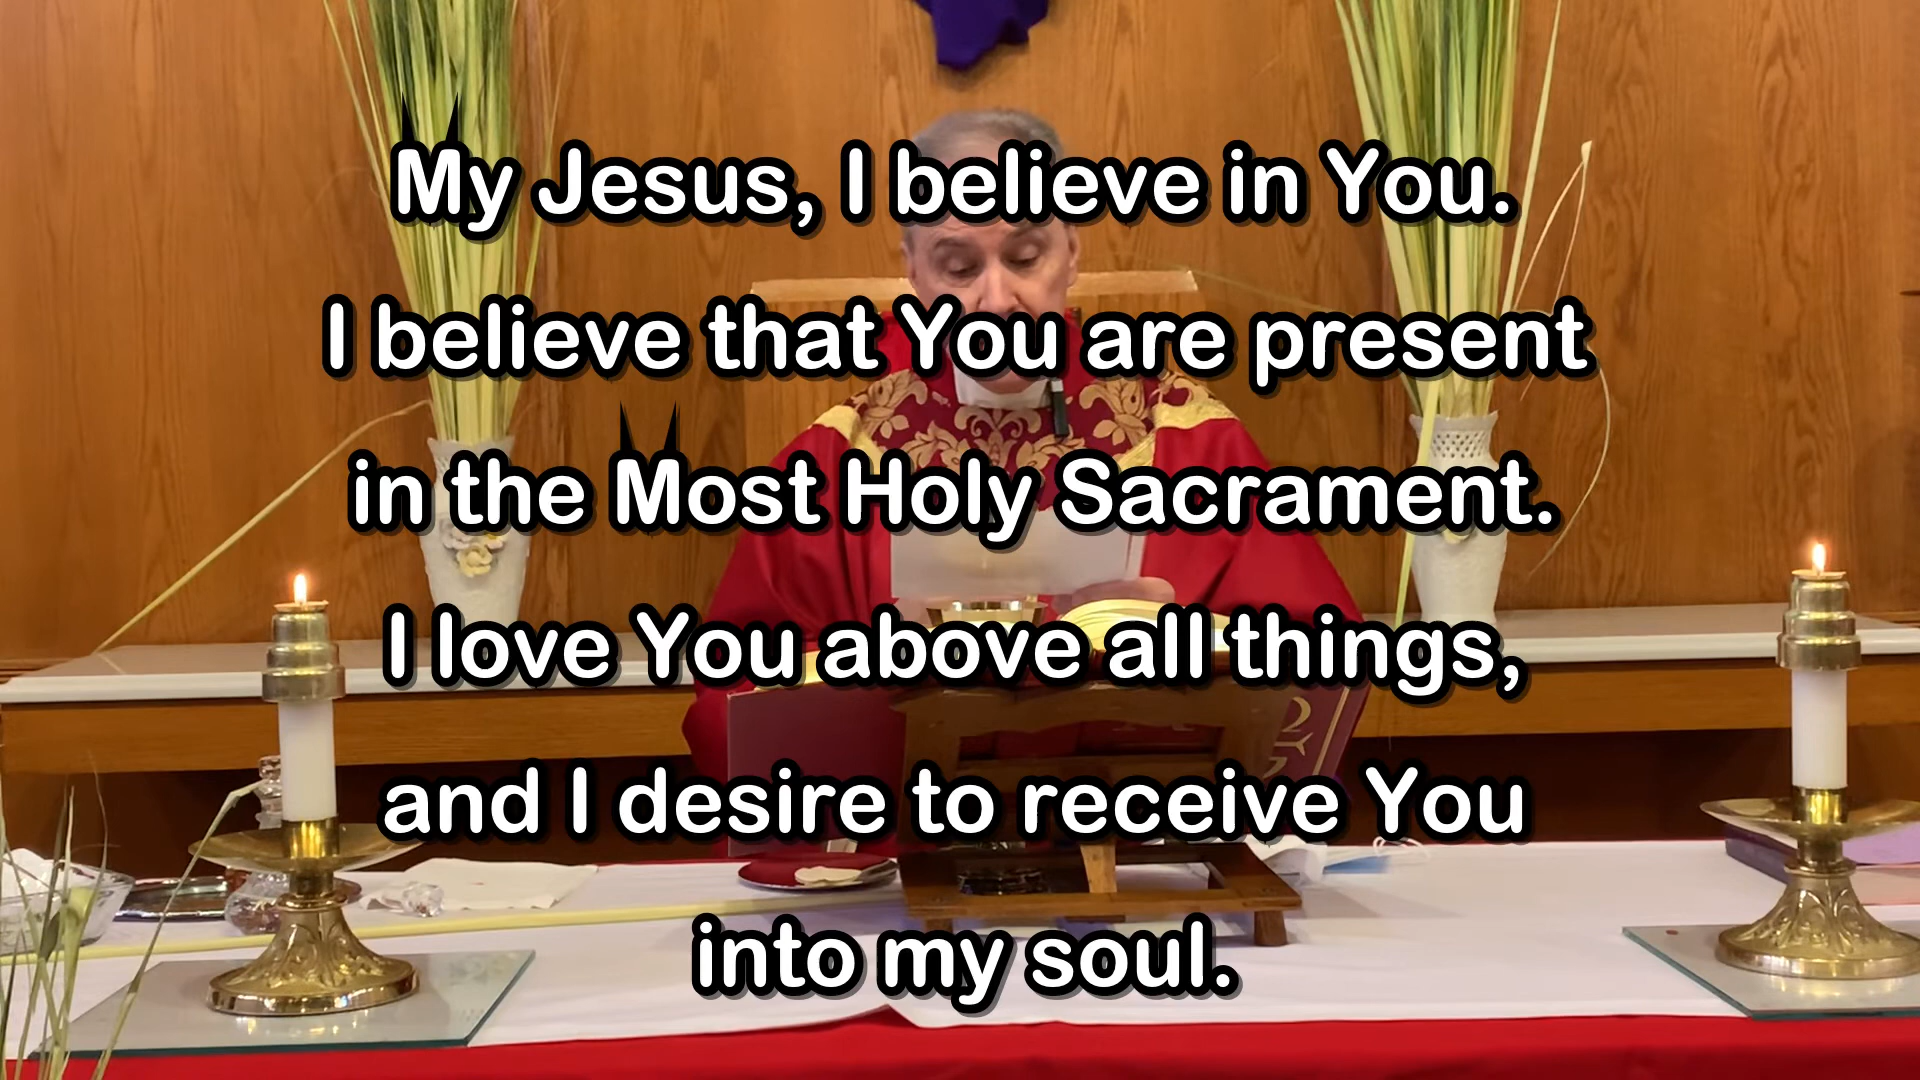 My Jesus, I believe in You.
I believe that You are present
in the Most Holy Sacrament.
I love You above all things,
and I desire to receive You
into my soul.